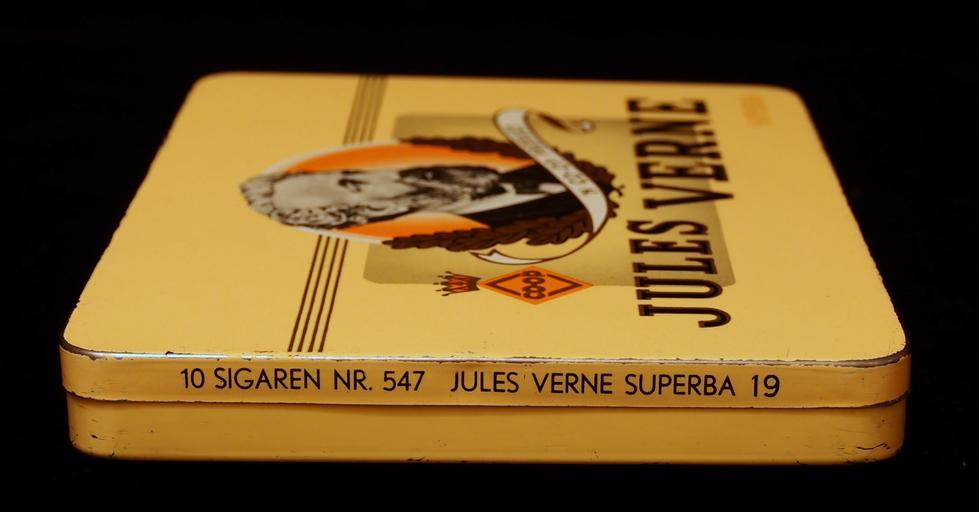 JULES VERNE
COOP
10 SIGAREN NR. 547 JULES VERNE SUPERBA 19